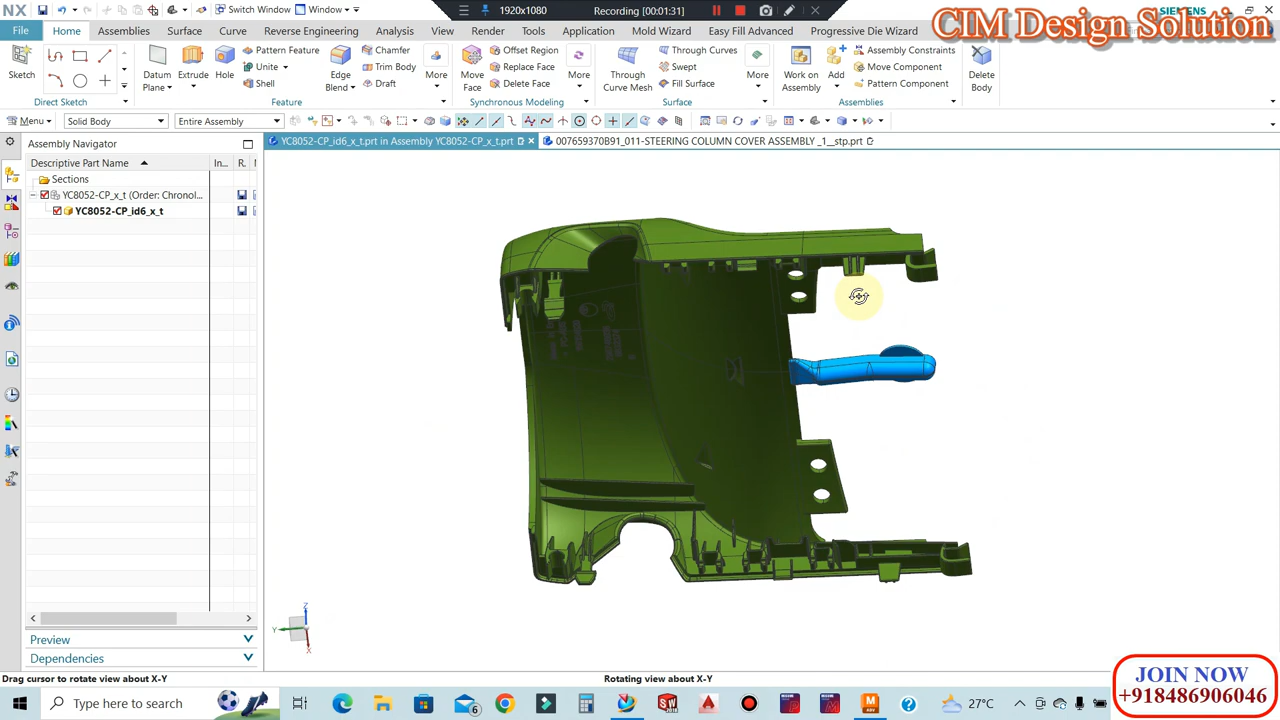 NX
Switch Window
Window
1920x1080
Recording [00:01:31]
SIEMENS
CIM Design Solution
File
Home
Assemblies
Surface
Curve
Reverse Engineering
Analysis
View
Render
Tools
Application
Mold Wizard
Easy Fill Advanced
Progressive Die Wizard
Sketch
Datum Plane
Extrude
Hole
Pattern Feature
Unite
Shell
Edge Blend
Chamfer
Trim Body
Draft
More
Move Face
Offset Region
Replace Face
Delete Face
More
Through Curve Mesh
Through Curves
Swept
Fill Surface
More
Work on Assembly
Add
Assembly Constraints
Move Component
Pattern Component
Delete Body
Direct Sketch
Feature
Synchronous Modeling
Surface
Assemblies
Menu
Solid Body
Entire Assembly
Assembly Navigator
YC8052-CP_id6_x_t.prt in Assembly YC8052-CP_x_t.prt
007659370B91_011-STEERING COLUMN COVER ASSEMBLY _1__stp.prt
Descriptive Part Name
In...
R.
Sections
YC8052-CP_x_t (Order: Chronol...
YC8052-CP_id6_x_t
Z
Y
X
Preview
Dependencies
Drag cursor to rotate view about X-Y
Rotating view about X-Y
JOIN NOW
+918486906046
Type here to search
6
27°C